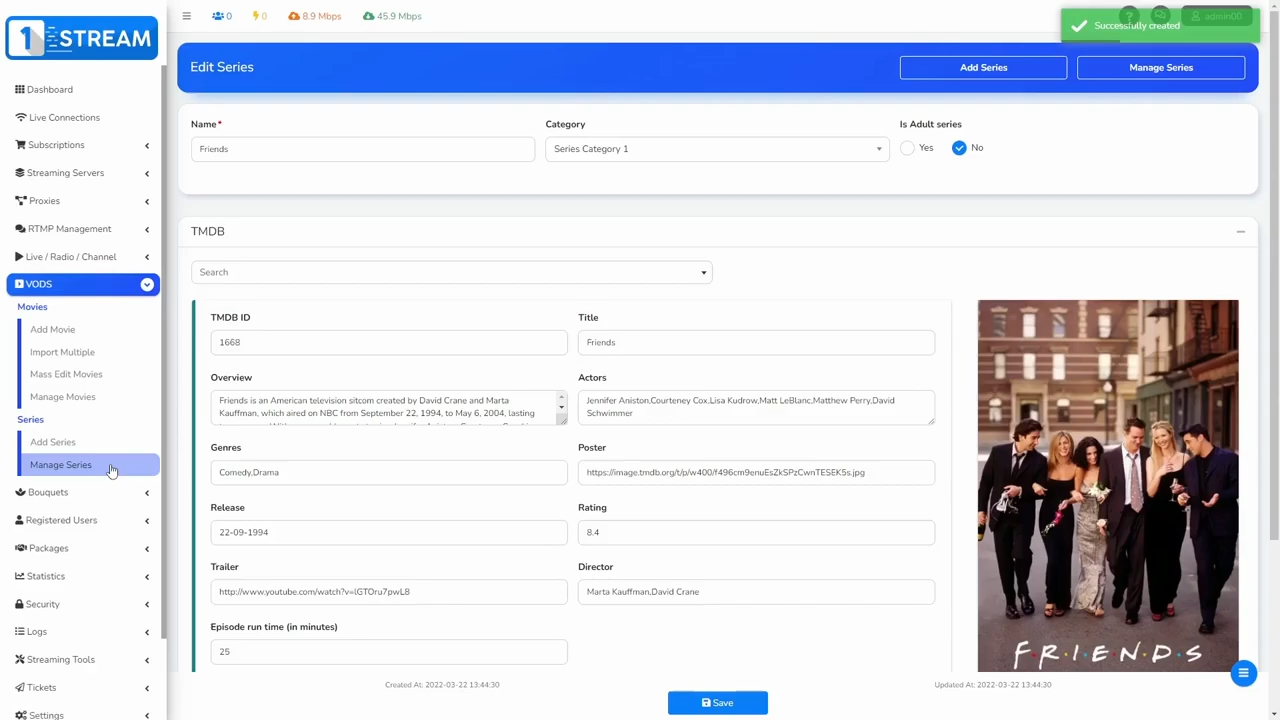 1 STREAM
0
0
8.9 Mbps
45.9 Mbps
?
admin00
Successfully created
Dashboard
Live Connections
Subscriptions
Streaming Servers
Proxies
RTMP Management
Live / Radio / Channel
VODS
Movies
Add Movie
Import Multiple
Mass Edit Movies
Manage Movies
Series
Add Series
Manage Series
Bouquets
Registered Users
Packages
Statistics
Security
Logs
Streaming Tools
Tickets
Settings
Edit Series
Add Series
Manage Series
Name*
Friends
Category
Series Category 1
Is Adult series
Yes
No
TMDB
Search
TMDB ID
1668
Title
Friends
Overview
Friends is an American television sitcom created by David Crane and Marta
Kauffman, which aired on NBC from September 22, 1994, to May 6, 2004, lasting
Actors
Jennifer Aniston,Courteney Cox,Lisa Kudrow,Matt LeBlanc,Matthew Perry,David
Schwimmer
Genres
Comedy,Drama
Poster
https://image.tmdb.org/t/p/w400/f496cm9enuEsZkSPzCwnTESEK5s.jpg
Release
22-09-1994
Rating
8.4
Trailer
http://www.youtube.com/watch?v=lGTOru7pwL8
Director
Marta Kauffman,David Crane
Episode run time (in minutes)
25
F·R·I·E·N·D·S
Created At: 2022-03-22 13:44:30
Updated At: 2022-03-22 13:44:30
Save